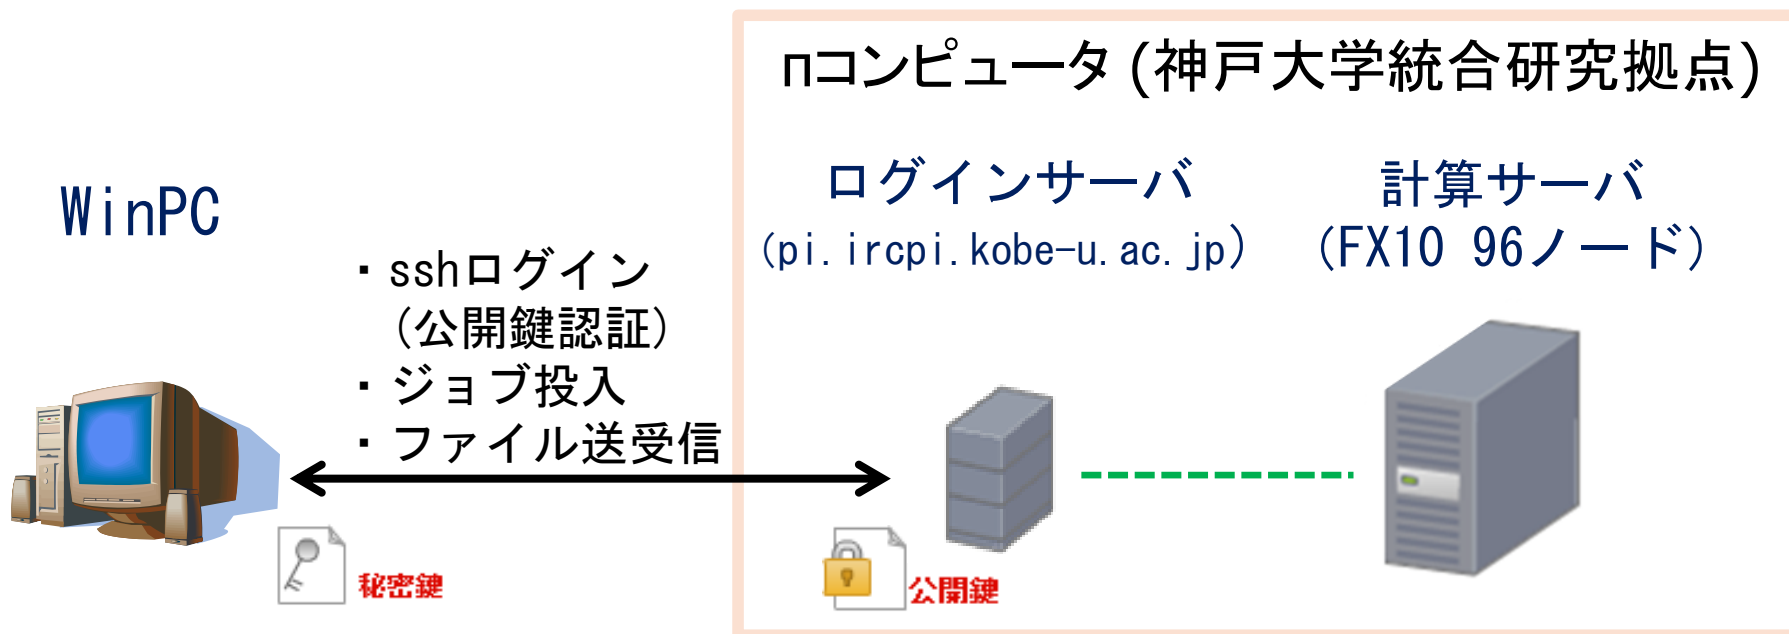 πコンピュータ(神戸大学統合研究拠点)
WinPC
・sshログイン
(公開鍵認証)
・ジョブ投入
・ファイル送受信
ログインサーバ
(pi.ircpi.kobe-u.ac.jp)
計算サーバ
(FX10 96ノード)
秘密鍵
公開鍵